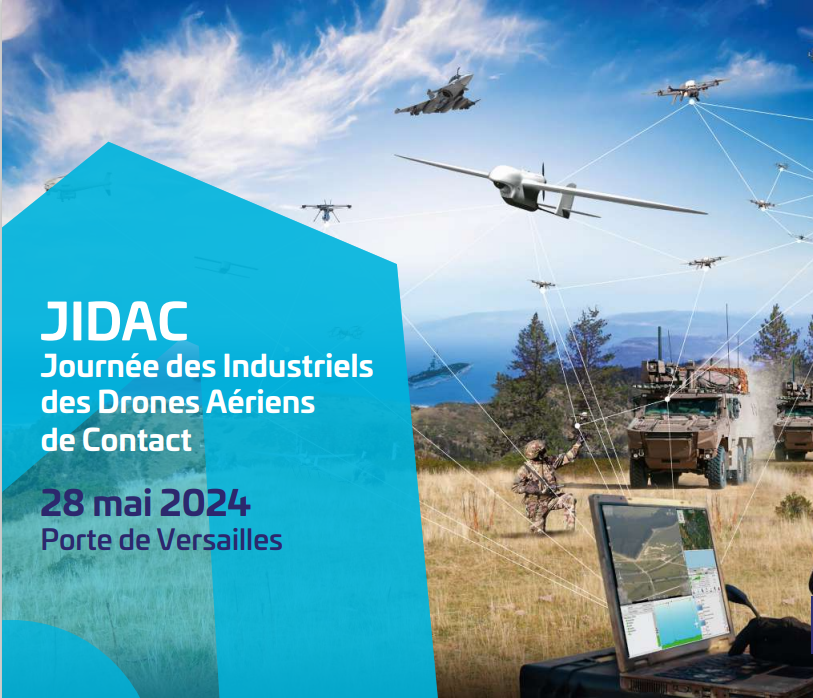 JIDAC
Journée des Industriels
des Drones Aériens
de Contact
28 mai 2024
Porte de Versailles